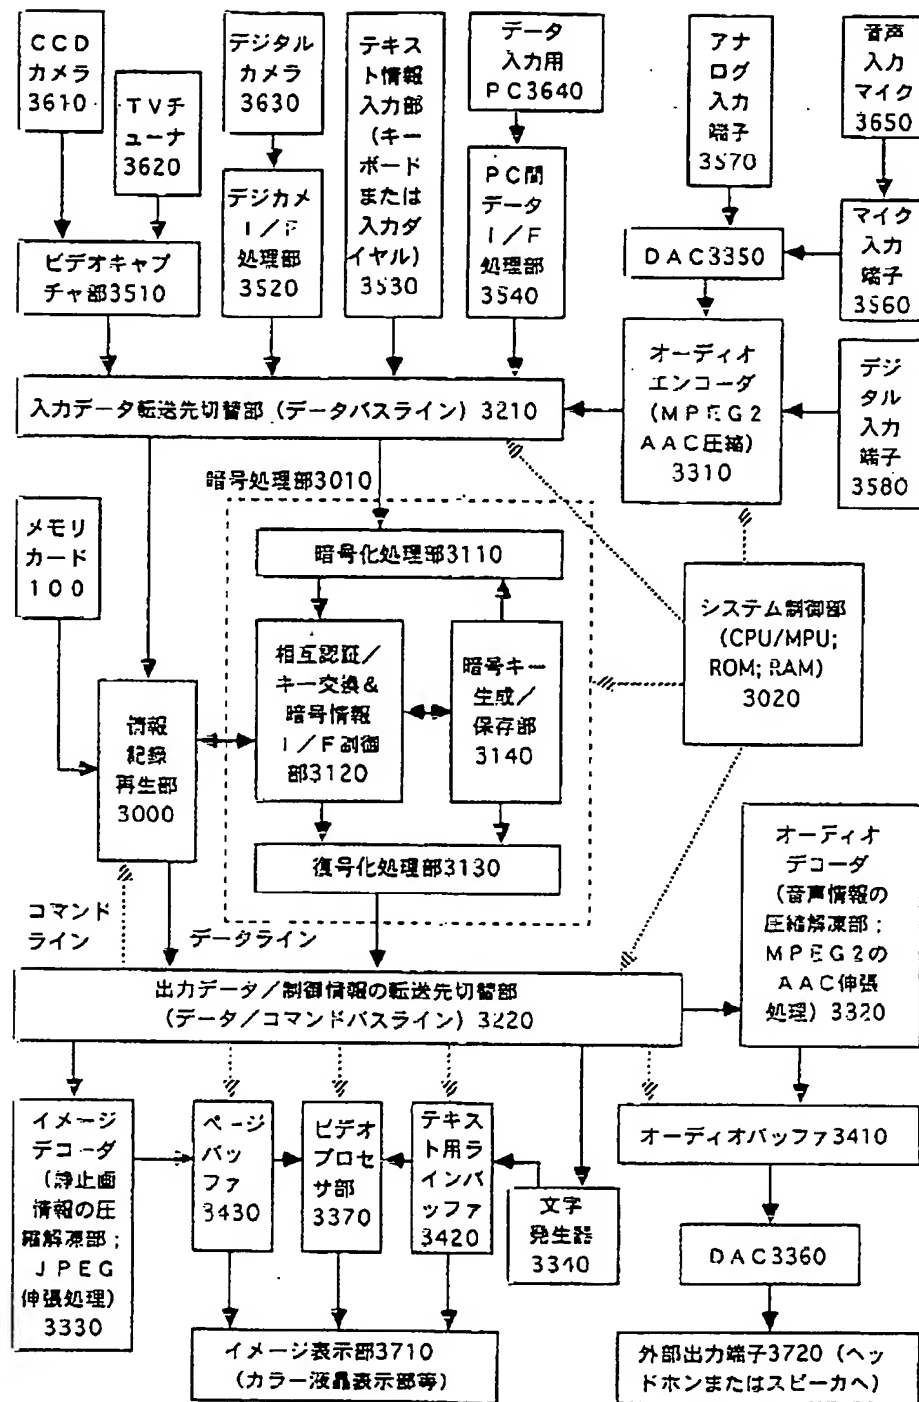 CCD
カメラ
3610
TVチ
ューナ
3620
デジタル
カメラ
3630
テキス
ト情報
入力部
(キー
ボード
または
入力ダ
イヤル)
3530
データ
入力用
PC3640
アナ
ログ
入力
端子
3570
音声
入力
マイク
3650
ビデオキャプ
チャ部3510
デジカメ
I/F
処理部
3520
PC間
データ
I/F
処理部
3540
DAC3350
マイク
入力
端子
3560
オーディオ
エンコーダ
(MPEG2
AAC圧縮)
3310
デジ
タル
入力
端子
3580
入力データ転送先切替部(データバスライン)3210
暗号処理部3010
メモリ
カード
100
暗号化処理部3110
相互認証/
キー交換&
暗号情報
I/F制御
部3120
暗号キー
生成/
保存部
3140
システム制御部
(CPU/MPU;
ROM; RAM)
3020
情報
記録
再生部
3000
復号化処理部3130
オーディオ
デコーダ
(音声情報の
圧縮解凍部;
MPEG2の
AAC伸張
処理)3320
コマンド
ライン
データライン
出力データ/制御情報の転送先切替部
(データ/コマンドバスライン)3220
イメージ
デコーダ
(静止画
情報の圧
縮解凍部;
JPEG
伸張処理)
3330
ページ
バッ
ファ
3430
ビデオ
プロセ
サ部
3370
テキス
ト用ラ
インバ
ッファ
3420
文字
発生器
3340
オーディオバッファ3410
DAC3360
イメージ表示部3710
(カラー液晶表示部等)
外部出力端子3720(ヘッ
ドホンまたはスピーカへ)